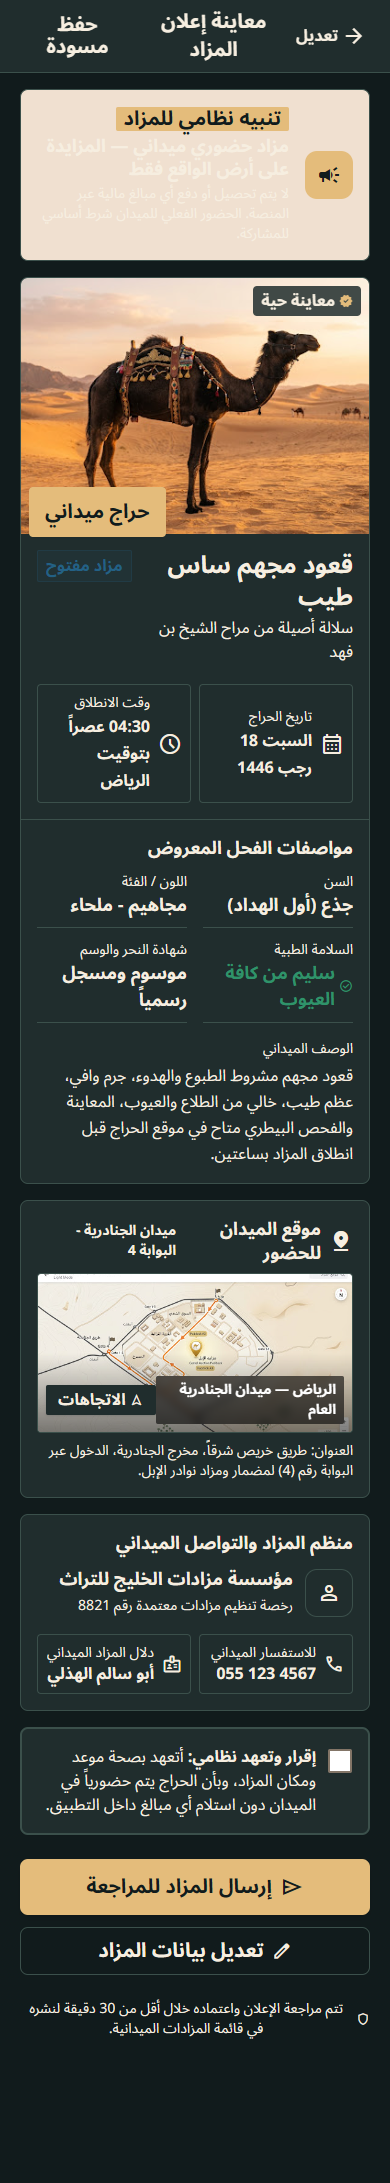 تعديل
معاينة إعلان
المزاد
حفظ
مسودة
تنبيه نظامي للمزاد
مزاد حضوري ميداني — المزايدة
على أرض الواقع فقط
لا يتم تحصيل أو دفع أي مبالغ مالية عبر
المنصة. الحضور الفعلي للميدان شرط أساسي
للمشاركة.
معاينة حية
حراج ميداني
قعود مجهم ساس
طيب
مزاد مفتوح
سلالة أصيلة من مراح الشيخ بن
فهد
تاريخ الحراج
السبت 18
رجب 1446
وقت الانطلاق
04:30 عصراً
بتوقيت
الرياض
مواصفات الفحل المعروض
السن
جذع (أول الهداد)
اللون / الفئة
مجاهيم - ملحاء
السلامة الطبية
سليم من كافة
العيوب
شهادة النحر والوسم
موسوم ومسجل
رسمياً
الوصف الميداني
قعود مجهم مشروط الطبوع والهدوء، جرم وافي،
عظم طيب، خالي من الطلاع والعيوب، المعاينة
والفحص البيطري متاح في موقع الحراج قبل
انطلاق المزاد بساعتين.
موقع الميدان
للحضور
ميدان الجنادرية -
البوابة 4
الرياض — ميدان الجنادرية
العام
الاتجاهات
العنوان: طريق خريص شرقاً، مخرج الجنادرية، الدخول عبر
البوابة رقم (4) لمضمار ومزاد نوادر الإبل.
منظم المزاد والتواصل الميداني
مؤسسة مزادات الخليج للتراث
رخصة تنظيم مزادات معتمدة رقم 8821
للاستفسار الميداني
055 123 4567
دلال المزاد الميداني
أبو سالم الهذلي
إقرار وتعهد نظامي: أتعهد بصحة موعد
ومكان المزاد، وبأن الحراج يتم حضورياً في
الميدان دون استلام أي مبالغ داخل التطبيق.
إرسال المزاد للمراجعة
تعديل بيانات المزاد
تتم مراجعة الإعلان واعتماده خلال أقل من 30 دقيقة لنشره
في قائمة المزادات الميدانية.